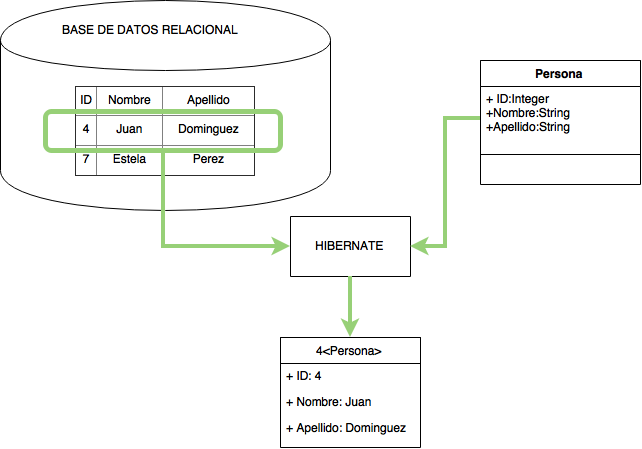 BASE DE DATOS RELACIONAL
ID Nombre Apellido
4 Juan Dominguez
7 Estela Perez
Persona
+ ID:Integer
+Nombre:String
+Apellido:String
HIBERNATE
4<Persona>
+ ID: 4
+ Nombre: Juan
+ Apellido: Dominguez